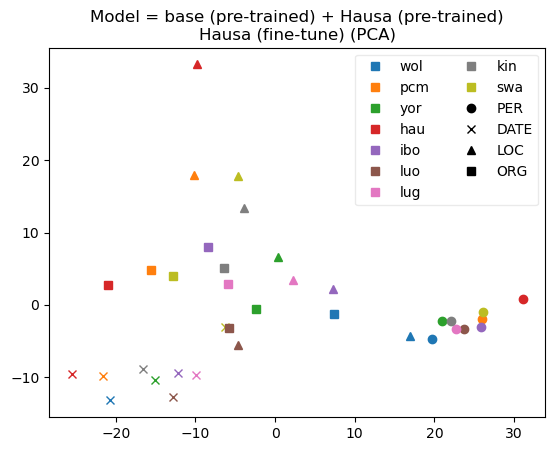 Model = base (pre-trained) + Hausa (pre-trained)
Hausa (fine-tune) (PCA)
wol
pcm
yor
hau
ibo
luo
lug
kin
swa
PER
DATE
LOC
ORG
30
20
10
0
−10
−20
−10
0
10
20
30